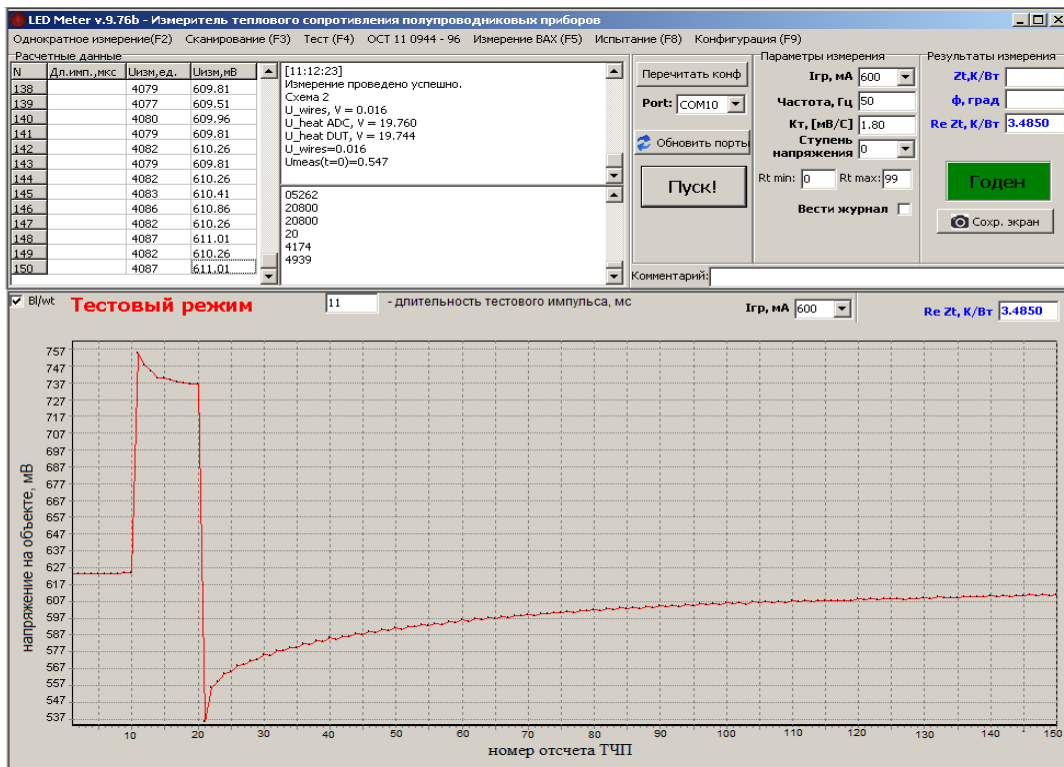 LED Meter v.9.76b - Измеритель теплового сопротивления полупроводниковых приборов
Однократное измерение(F2) Сканирование (F3) Тест (F4) ОСТ 11 0944 - 96 Измерение ВАХ (F5) Испытание (F8) Конфигурация (F9)
Расчетные данные
N Дл.имп.,мкс Uизм,ед. Uизм,мВ
138 4079 609.81
139 4077 609.51
140 4080 609.96
141 4079 609.81
142 4082 610.26
143 4079 609.81
144 4082 610.26
145 4083 610.41
146 4086 610.86
147 4082 610.26
148 4087 611.01
149 4082 610.26
150 4087 611.01
[11:12:23]
Измерение проведено успешно.
Схема 2
U_wires, V = 0.016
U_heat ADC, V = 19.760
U_heat DUT, V = 19.744
U_wires=0.016
Umeas(t=0)=0.547
05262
20800
20800
20
4174
4939
Перечитать конф
Port: COM10
Обновить порты
Пуск!
Параметры измерения
Iгр, мА 600
Частота, Гц 50
Кт, [мВ/С] 1.80
Ступень напряжения 0
Rt min: 0 Rt max: 99
Вести журнал
Результаты измерения
Zt,К/Вт
ф, град
Re Zt, К/Вт 3.4850
Годен
Сохр. экран
Комментарий:
Bl/wt Тестовый режим 11 - длительность тестового импульса, мс Iгр, мА 600 Re Zt, К/Вт 3.4850
напряжение на объекте, мВ
757
747
737
727
717
707
697
687
677
667
657
647
637
627
617
607
597
587
577
567
557
547
537
10 20 30 40 50 60 70 80 90 100 110 120 130 140 150
номер отсчета ТЧП